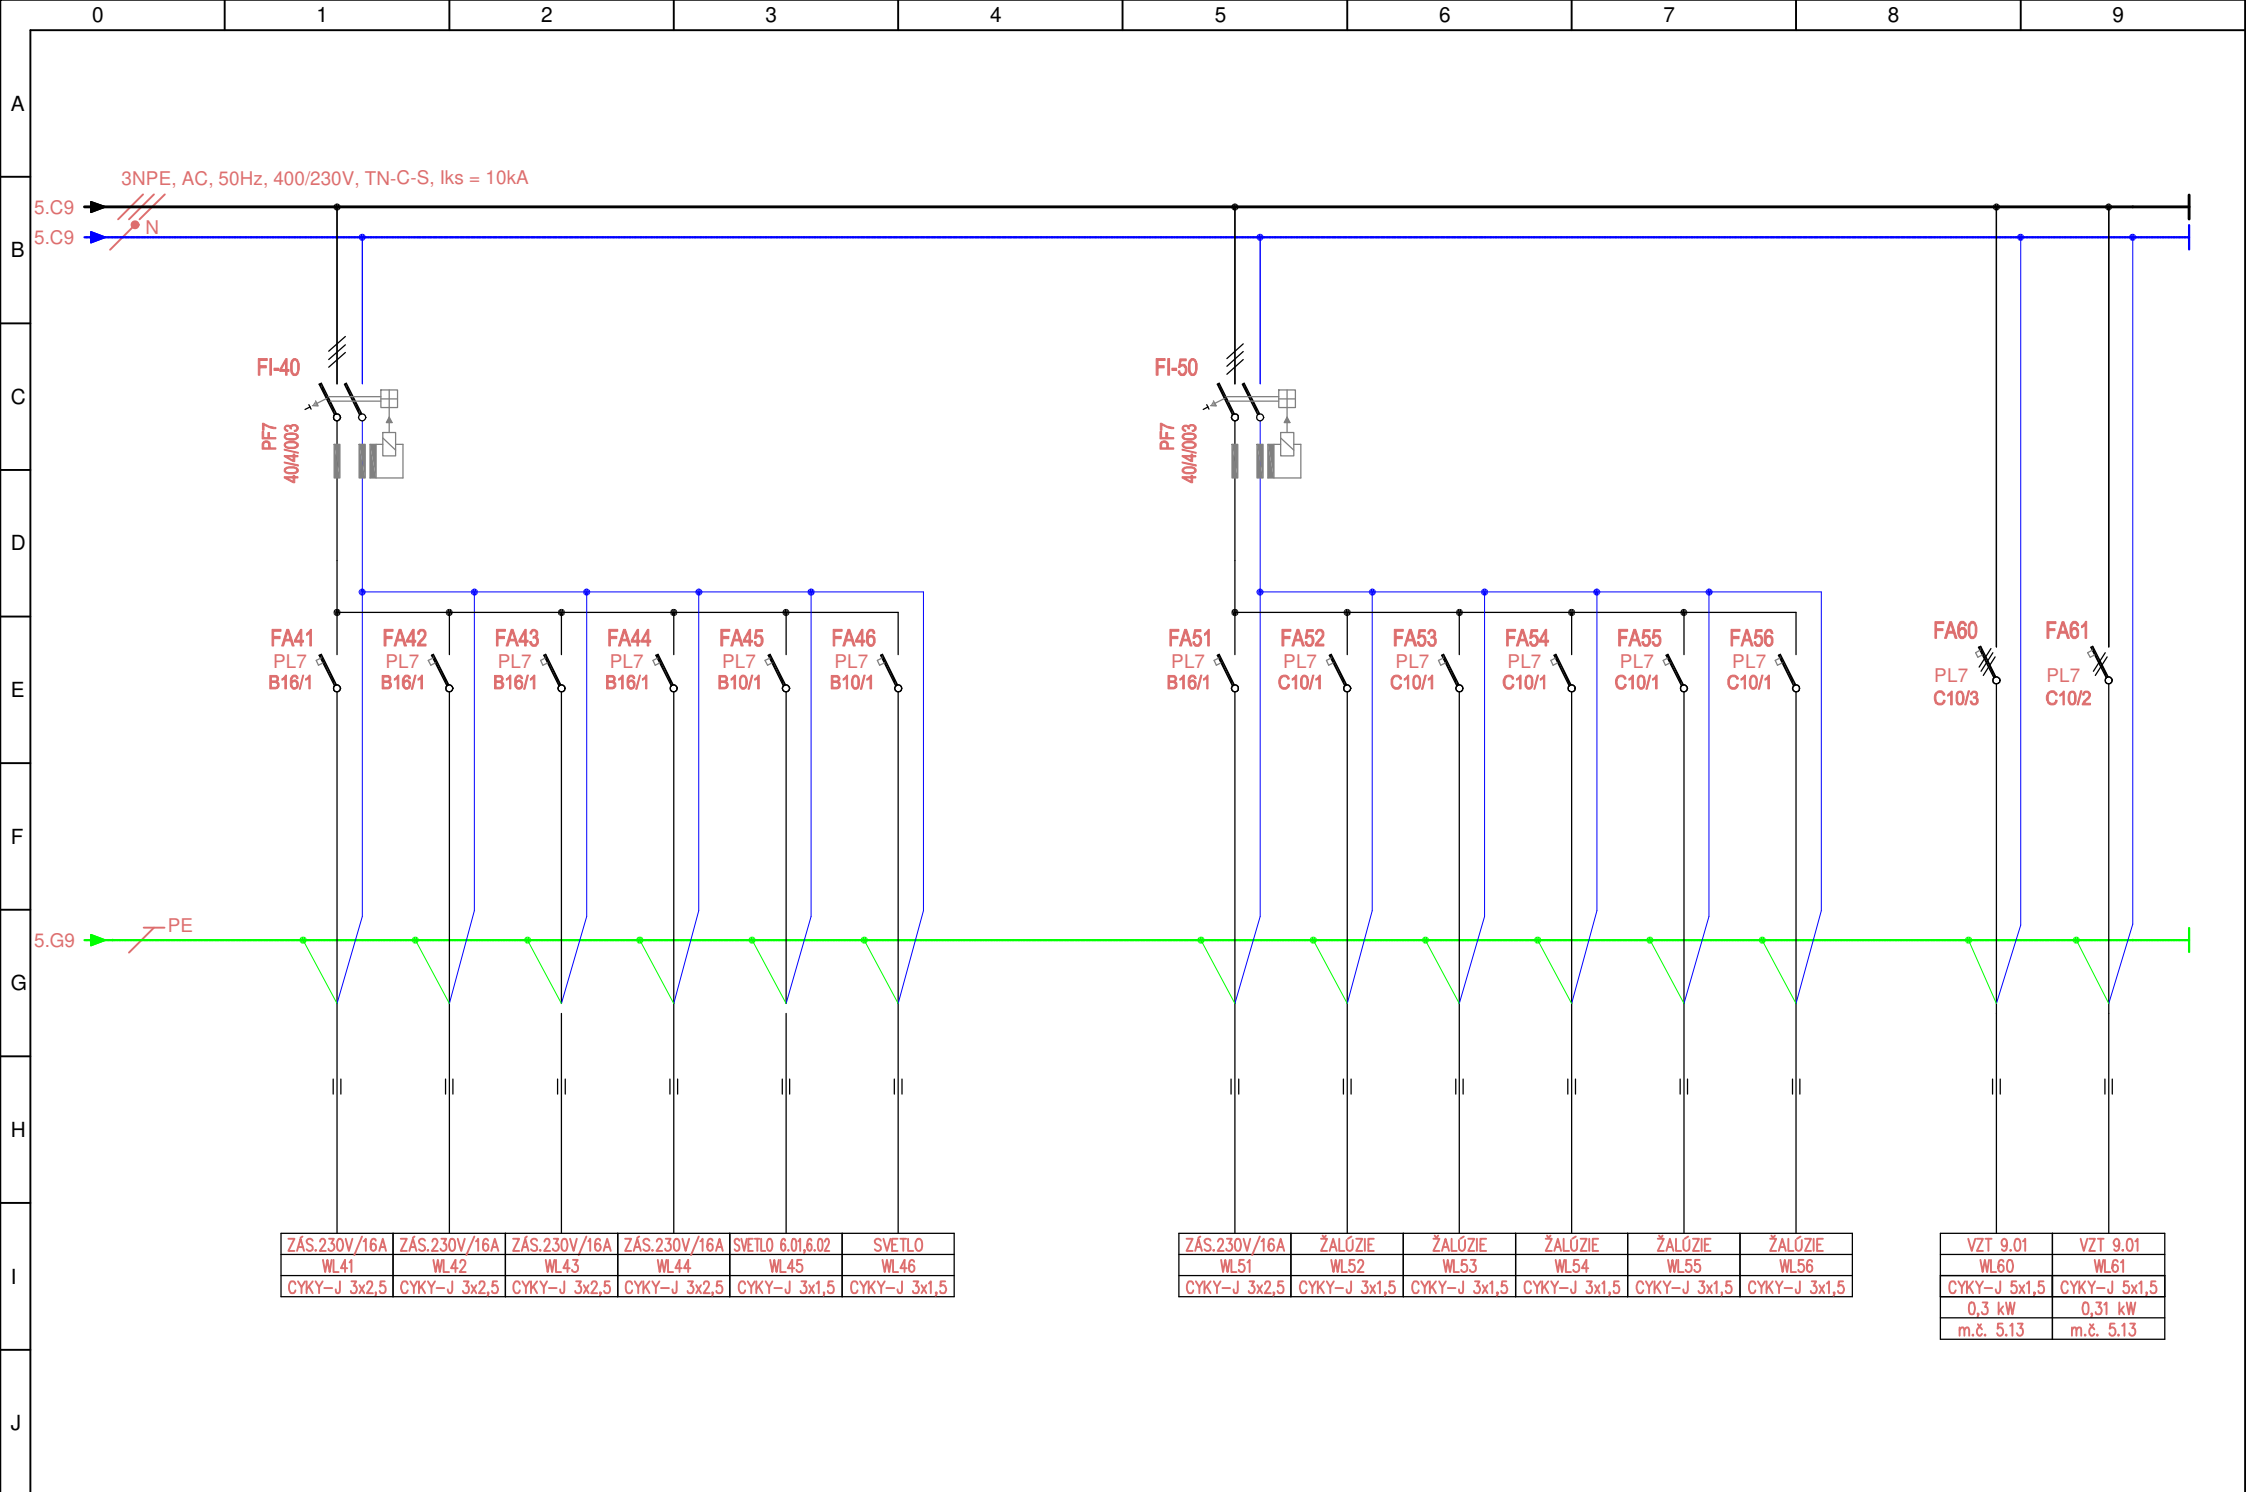 0 1 2 3 4 5 6 7 8 9
A
3NPE, AC, 50Hz, 400/230V, TN-C-S, Iks = 10kA
5.C9
N
5.C9
B
FI-40 FI-50
C
PF7
40/4/003
PF7
40/4/003
D
FA41 FA42 FA43 FA44 FA45 FA46 FA51 FA52 FA53 FA54 FA55 FA56 FA60 FA61
PL7 PL7 PL7 PL7 PL7 PL7 PL7 PL7 PL7 PL7 PL7 PL7 PL7 PL7
B16/1 B16/1 B16/1 B16/1 B10/1 B10/1 B16/1 C10/1 C10/1 C10/1 C10/1 C10/1 C10/3 C10/2
E
F
PE
5.G9
G
H
ZÁS.230V/16A ZÁS.230V/16A ZÁS.230V/16A ZÁS.230V/16A SVETLO 6.01,6.02 SVETLO ZÁS.230V/16A ŽALÚZIE ŽALÚZIE ŽALÚZIE ŽALÚZIE ŽALÚZIE VZT 9.01 VZT 9.01
WL41 WL42 WL43 WL44 WL45 WL46 WL51 WL52 WL53 WL54 WL55 WL56 WL60 WL61
I
CYKY-J 3x2,5 CYKY-J 3x2,5 CYKY-J 3x2,5 CYKY-J 3x2,5 CYKY-J 3x1,5 CYKY-J 3x1,5 CYKY-J 3x2,5 CYKY-J 3x1,5 CYKY-J 3x1,5 CYKY-J 3x1,5 CYKY-J 3x1,5 CYKY-J 3x1,5 CYKY-J 5x1,5 CYKY-J 5x1,5
0,3 kW 0,31 kW
m.č. 5.13 m.č. 5.13
J